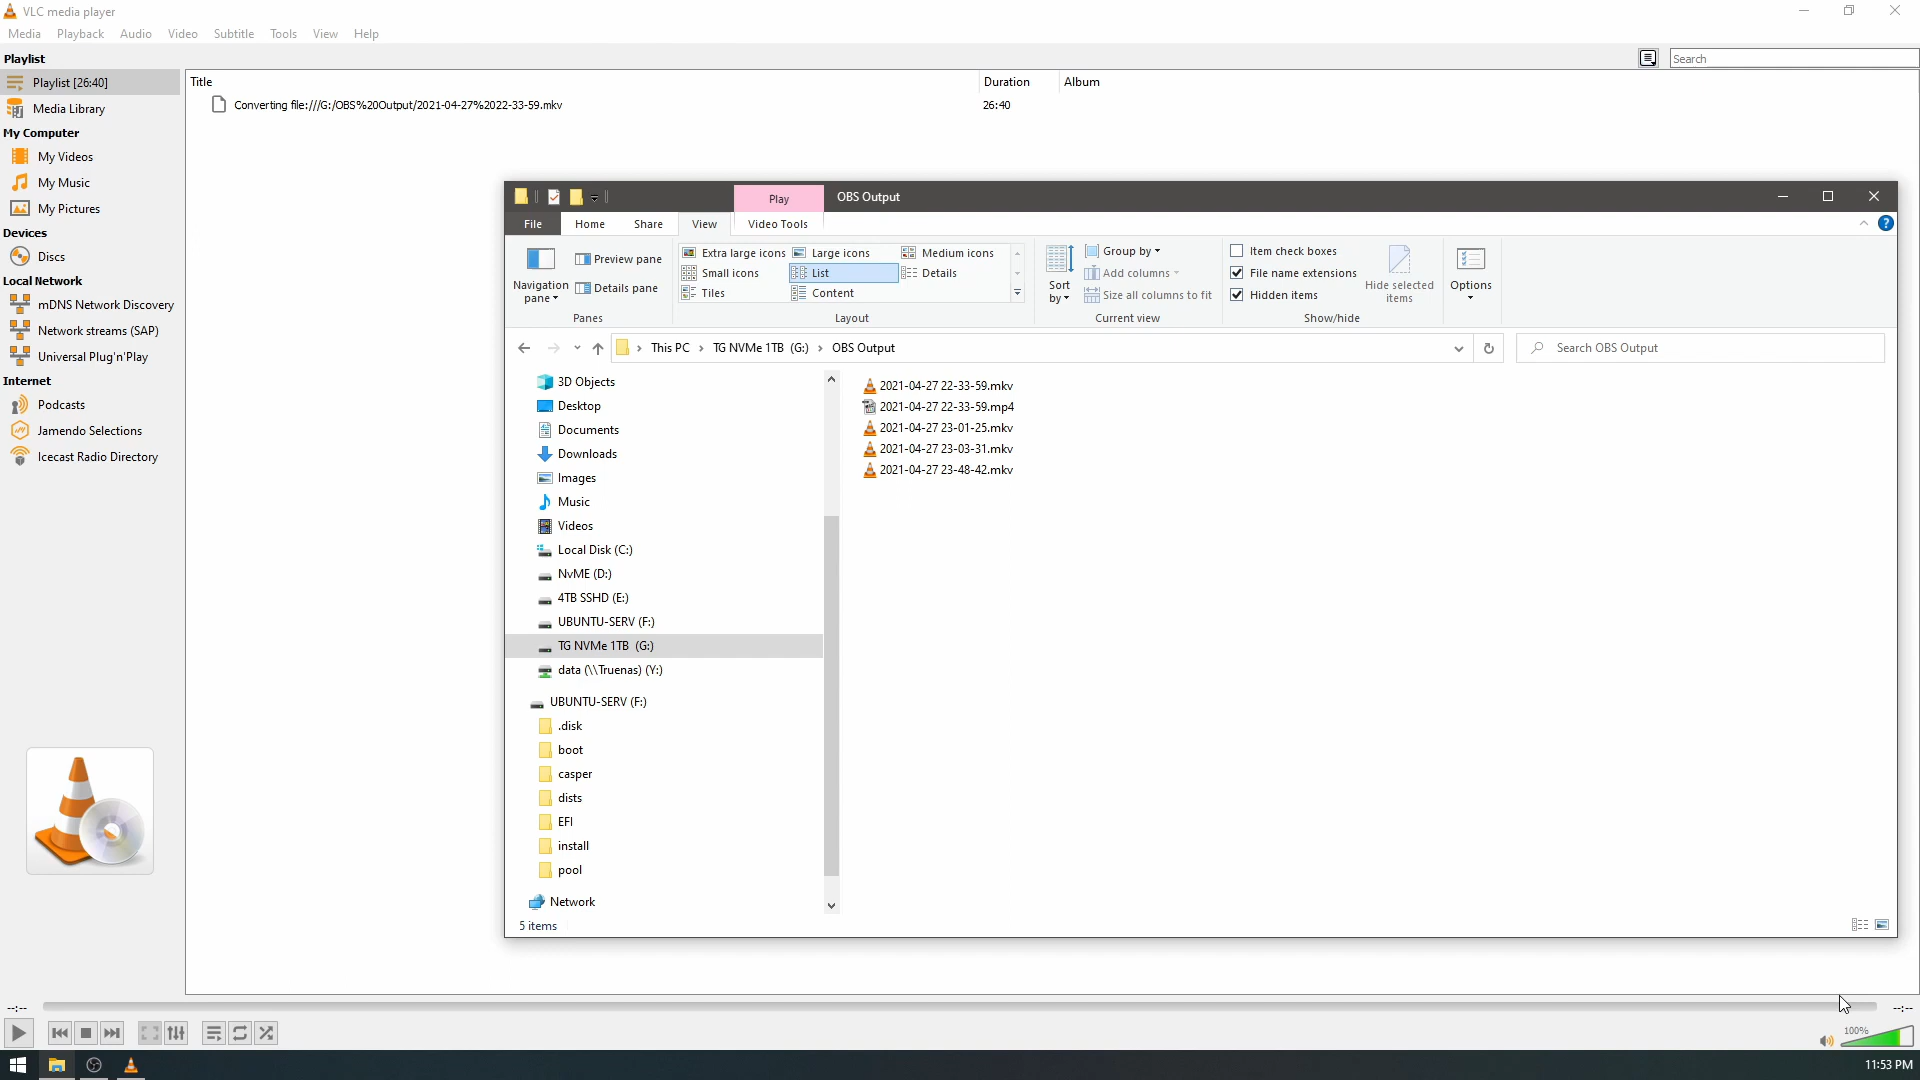 VLC media player
Media Playback Audio Video Subtitle Tools View Help
Playlist
Search
Playlist [26:40]
Media Library
My Computer
My Videos
My Music
My Pictures
Devices
Discs
Local Network
mDNS Network Discovery
Network streams (SAP)
Universal Plug'n'Play
Internet
Podcasts
Jamendo Selections
Icecast Radio Directory
Title Duration Album
Converting file:///G:/OBS%20Output/2021-04-27%2022-33-59.mkv 26:40
Play OBS Output
File Home Share View Video Tools
Navigation pane
Preview pane
Details pane
Panes
Extra large icons Large icons Medium icons
Small icons List Details
Tiles Content
Layout
Sort by
Group by
Add columns
Size all columns to fit
Current view
Item check boxes
File name extensions
Hidden items
Hide selected items
Show/hide
Options
This PC TG NVMe 1TB (G:) OBS Output
Search OBS Output
3D Objects
Desktop
Documents
Downloads
Images
Music
Videos
Local Disk (C:)
NvME (D:)
4TB SSHD (E:)
UBUNTU-SERV (F:)
TG NVMe 1TB (G:)
data (\\Truenas) (Y:)
UBUNTU-SERV (F:)
.disk
boot
casper
dists
EFI
install
pool
Network
2021-04-27 22-33-59.mkv
2021-04-27 22-33-59.mp4
2021-04-27 23-01-25.mkv
2021-04-27 23-03-31.mkv
2021-04-27 23-48-42.mkv
5 items
--:-- --:--
100%
11:53 PM